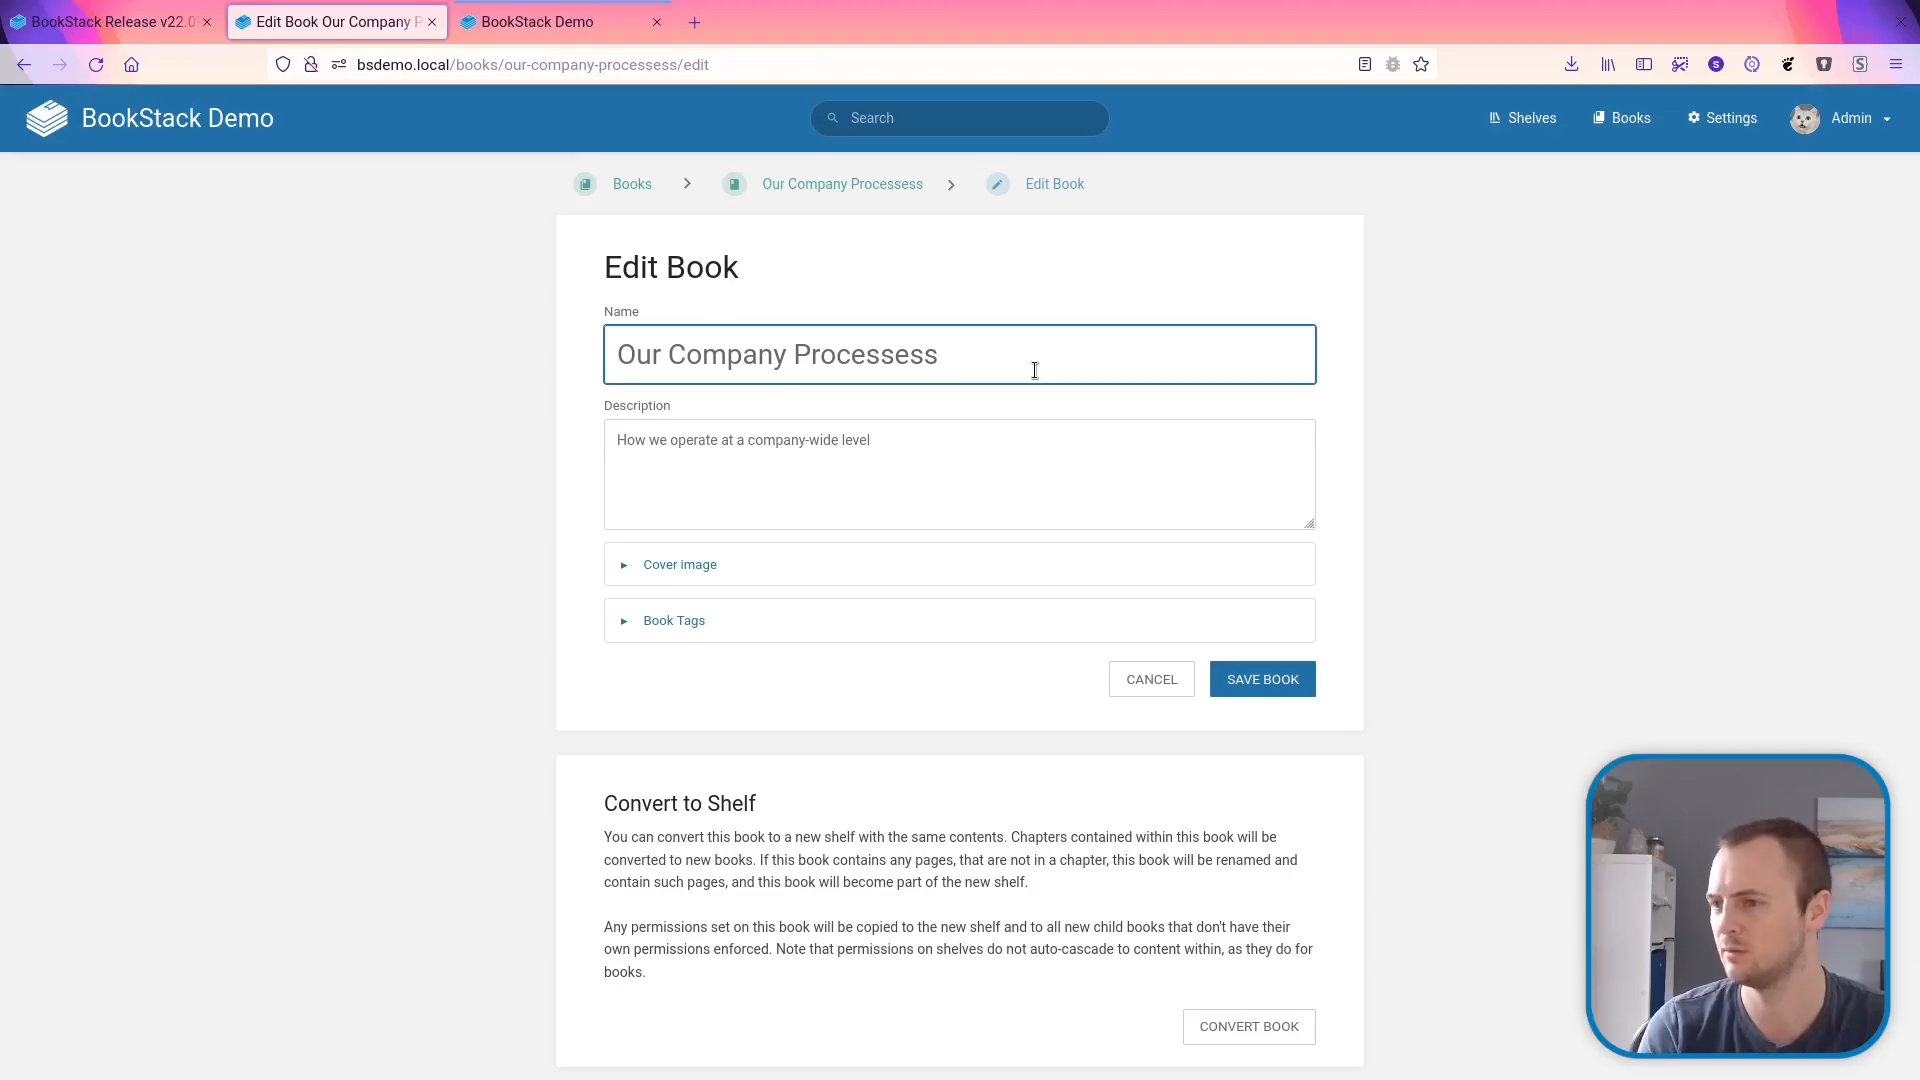 BookStack Release v22.0
Edit Book Our Company P
BookStack Demo
bsdemo.local/books/our-company-processess/edit
BookStack Demo
Search
Shelves
Books
Settings
Admin
Books
Our Company Processess
Edit Book
Edit Book
Name
Our Company Processess
Description
How we operate at a company-wide level
Cover image
Book Tags
CANCEL
SAVE BOOK
Convert to Shelf
You can convert this book to a new shelf with the same contents. Chapters contained within this book will be
converted to new books. If this book contains any pages, that are not in a chapter, this book will be renamed and
contain such pages, and this book will become part of the new shelf.
Any permissions set on this book will be copied to the new shelf and to all new child books that don't have their
own permissions enforced. Note that permissions on shelves do not auto-cascade to content within, as they do for
books.
CONVERT BOOK